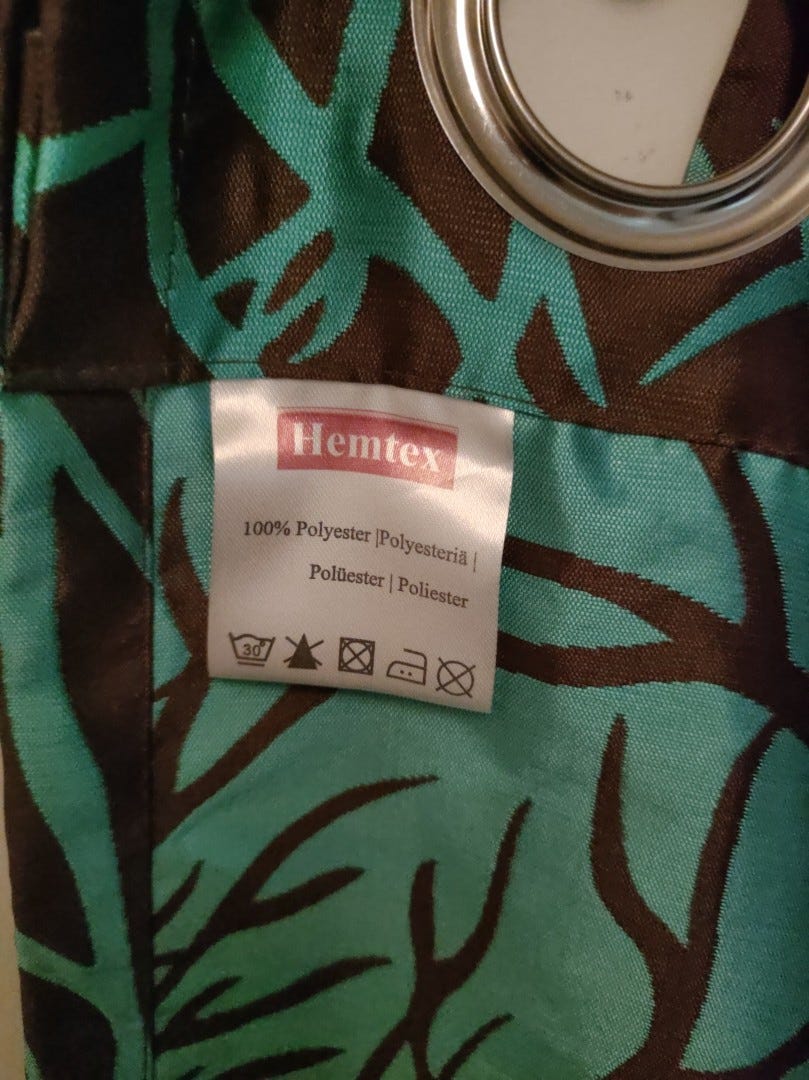 Hemtex
100% Polyester |Polyesteriä |
Polüester | Poliester
30°